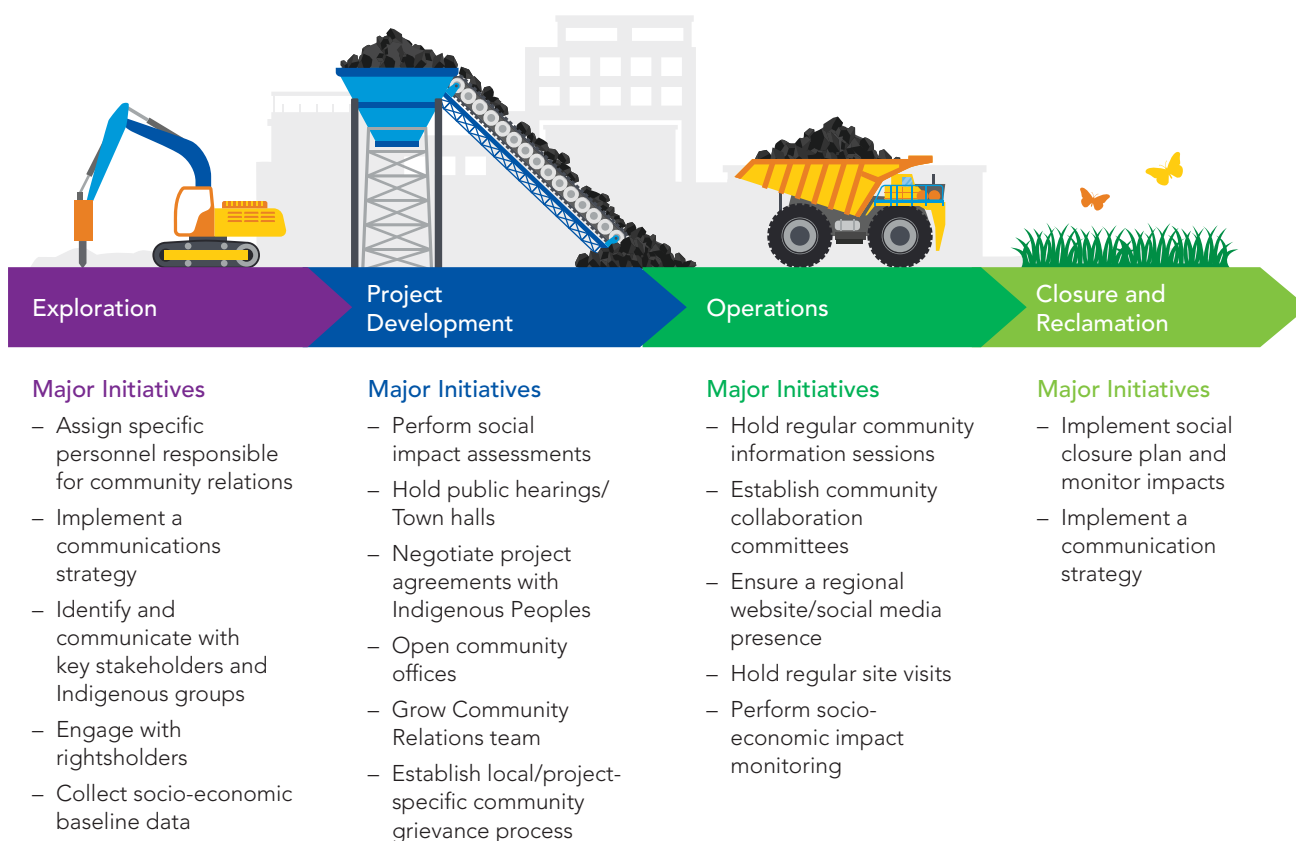 Exploration
Project
Development
Operations
Closure and
Reclamation
Major Initiatives
– Assign specific
personnel responsible
for community relations
– Implement a
communications
strategy
– Identify and
communicate with
key stakeholders and
Indigenous groups
– Engage with
rightsholders
– Collect socio-economic
baseline data
Major Initiatives
– Perform social
impact assessments
– Hold public hearings/
Town halls
– Negotiate project
agreements with
Indigenous Peoples
– Open community
offices
– Grow Community
Relations team
– Establish local/project-
specific community
grievance process
Major Initiatives
– Hold regular community
information sessions
– Establish community
collaboration
committees
– Ensure a regional
website/social media
presence
– Hold regular site visits
– Perform socio-
economic impact
monitoring
Major Initiatives
– Implement social
closure plan and
monitor impacts
– Implement a
communication
strategy